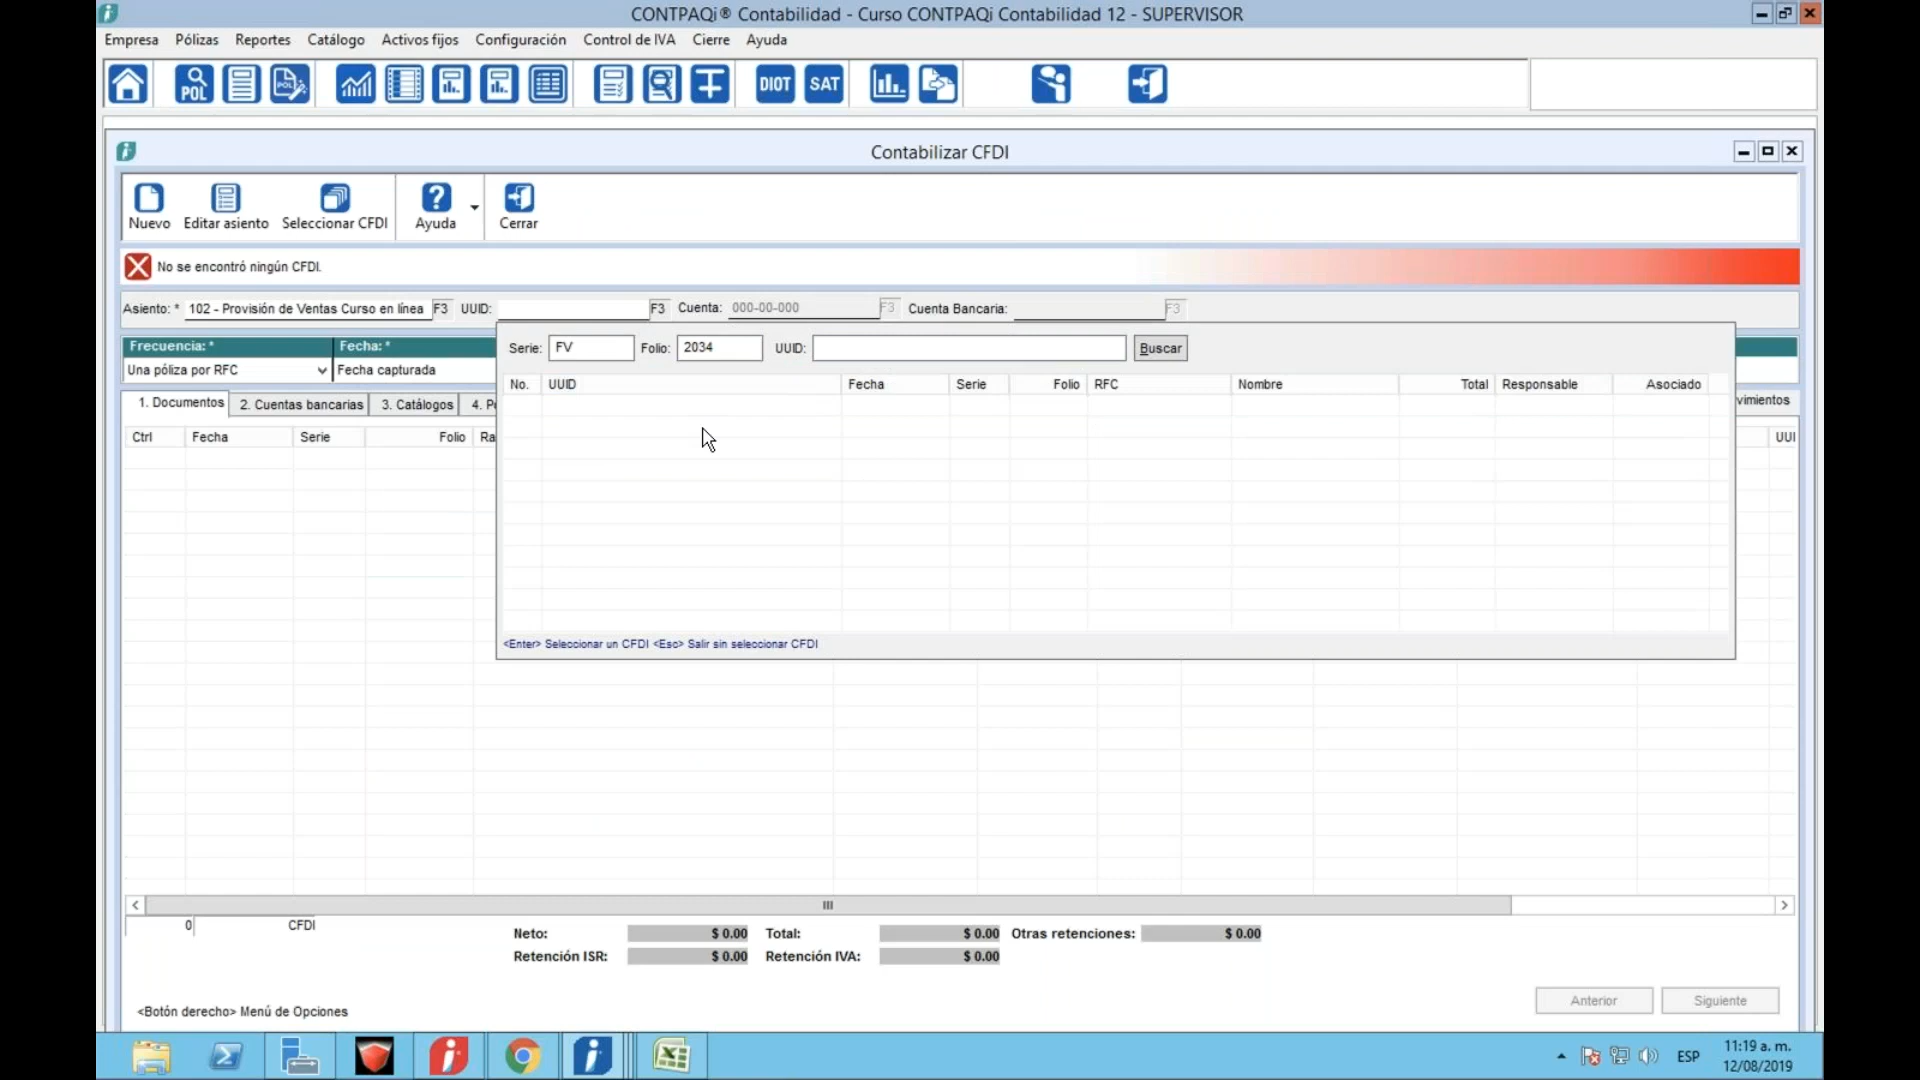 CONTPAQi® Contabilidad - Curso CONTPAQi Contabilidad 12 - SUPERVISOR
Empresa Pólizas Reportes Catálogo Activos fijos Configuración Control de IVA Cierre Ayuda
POL POL DIOT SAT
Contabilizar CFDI
Nuevo Editar asiento Seleccionar CFDI Ayuda Cerrar
No se encontró ningún CFDI.
Asiento: * 102 - Provisión de Ventas Curso en línea F3 UUID: F3 Cuenta: 000-00-000 F3 Cuenta Bancaria: F3
Frecuencia: * Fecha: *
Una póliza por RFC Fecha capturada
Serie: FV Folio: 2034 UUID: Buscar
No. UUID Fecha Serie Folio RFC Nombre Total Responsable Asociado
1. Documentos 2. Cuentas bancarias 3. Catálogos 4. P vimientos
Ctrl Fecha Serie Folio Ra UUI
<Enter> Seleccionar un CFDI <Esc> Salir sin seleccionar CFDI
0 CFDI
Neto: $ 0.00 Total: $ 0.00 Otras retenciones: $ 0.00
Retención ISR: $ 0.00 Retención IVA: $ 0.00
Anterior Siguiente
<Botón derecho> Menú de Opciones
ESP 11:19 a. m.
12/08/2019